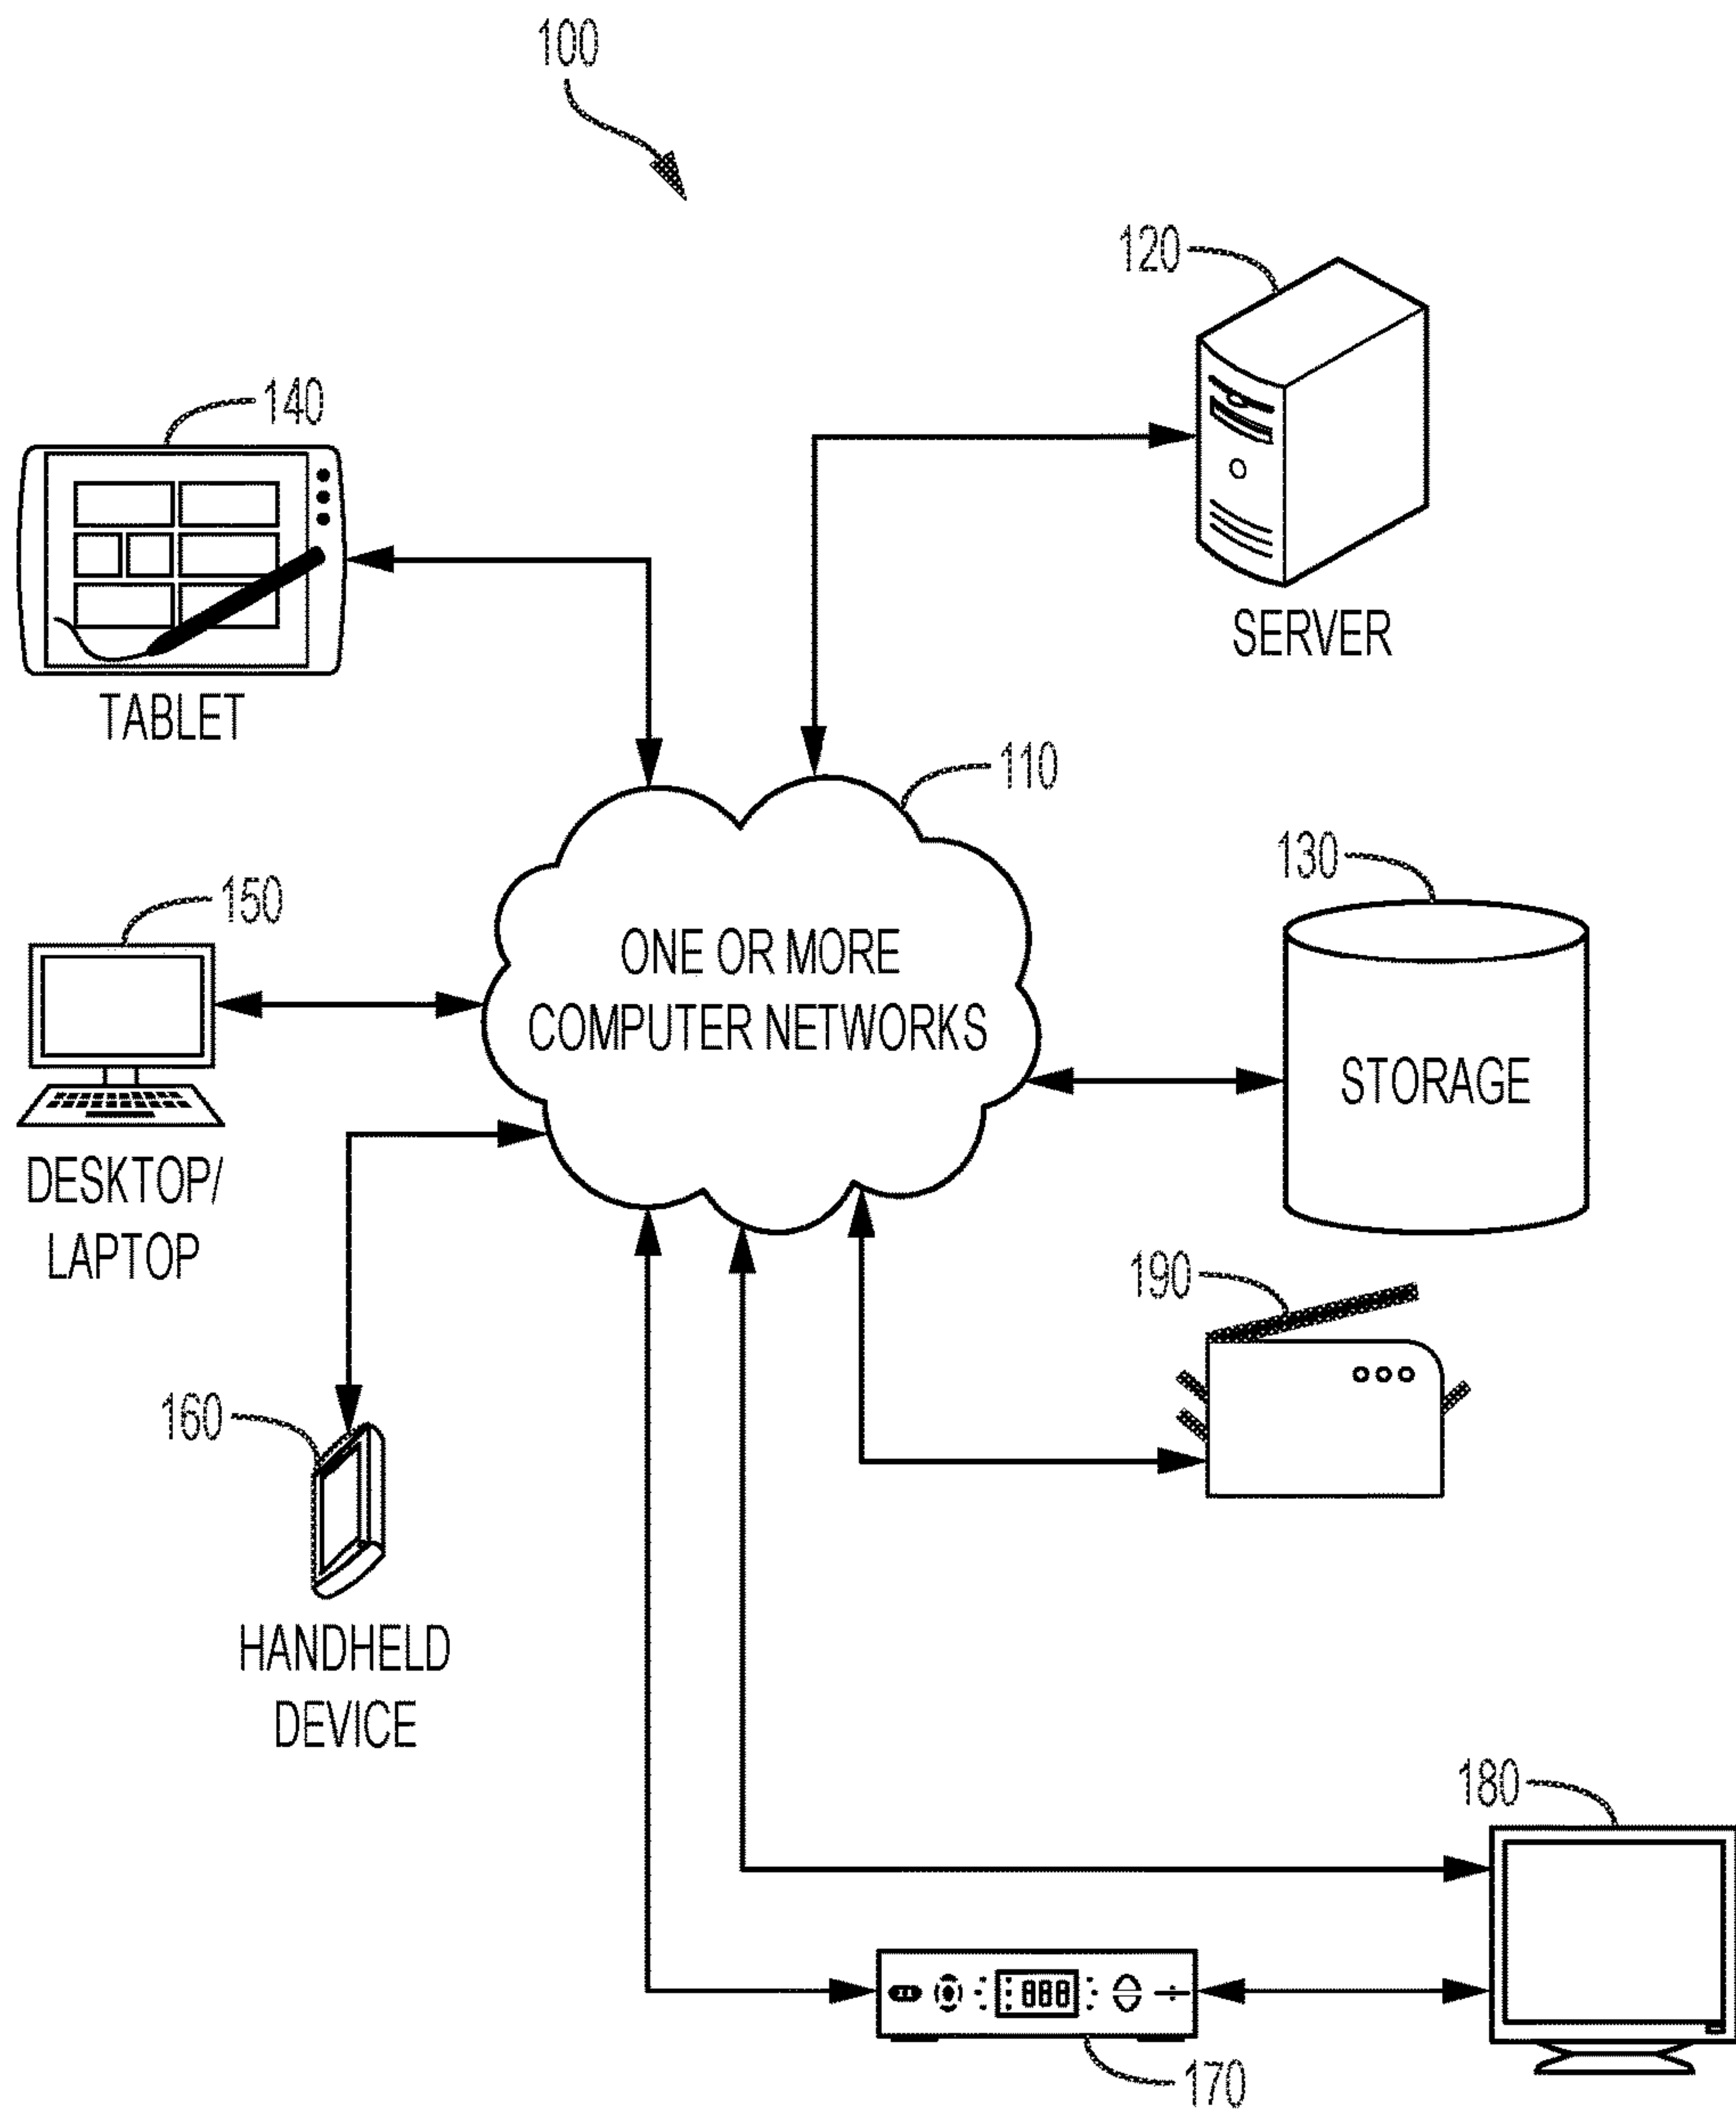 100
120
SERVER
140
TABLET
110
ONE OR MORE
COMPUTER NETWORKS
130
STORAGE
150
DESKTOP/
LAPTOP
190
160
HANDHELD
DEVICE
180
888
170